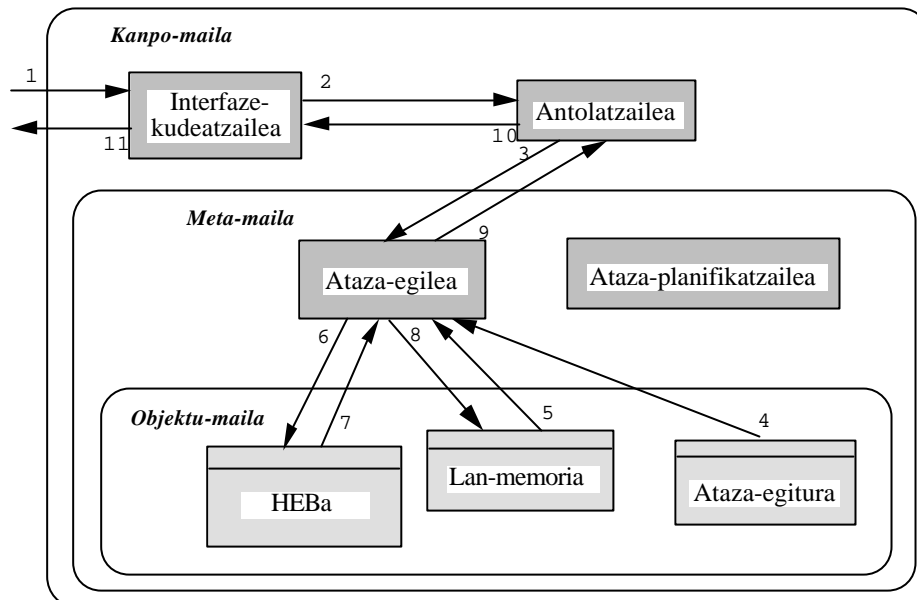 Kanpo-maila
1
2
Interfaze-
kudeatzailea
Antolatzailea
11
10
3
Meta-maila
9
Ataza-egilea
Ataza-planifikatzailea
6
8
Objektu-maila
7
5
4
HEBa
Lan-memoria
Ataza-egitura